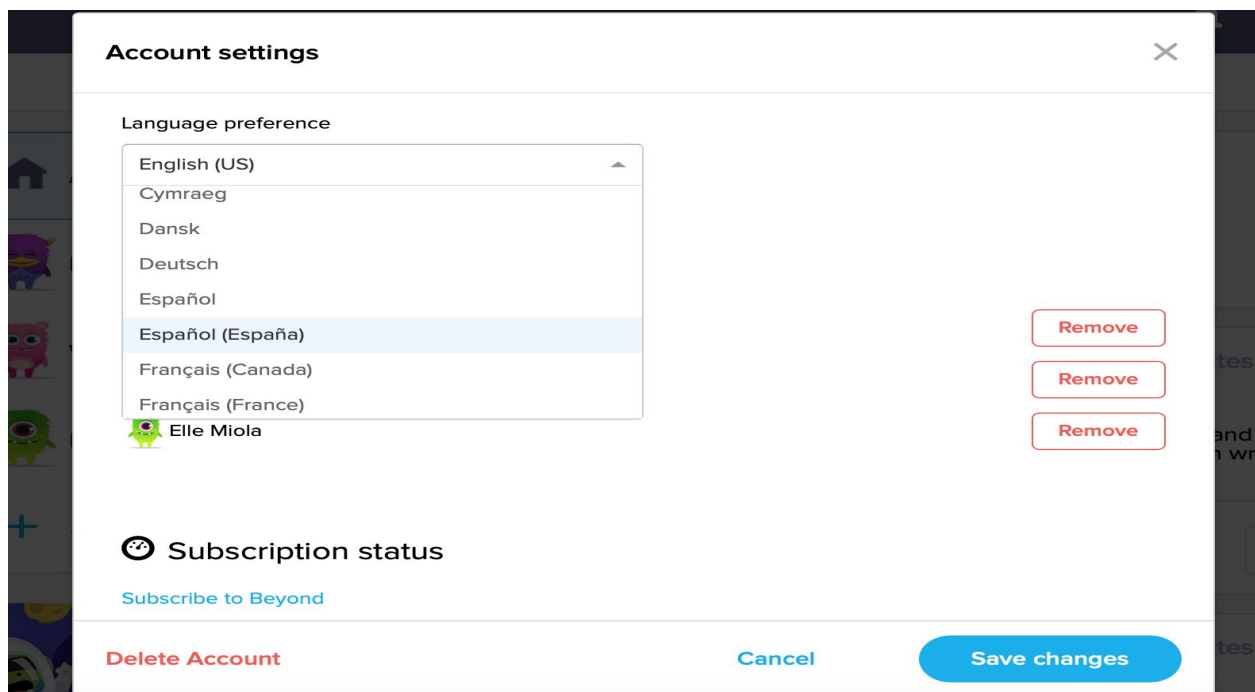 Account settings
Language preference
English (US)
Cymraeg
Dansk
Deutsch
Español
Español (España)
Remove
Français (Canada)
Remove
Français (France)
Elle Miola
Remove
Subscription status
Subscribe to Beyond
Delete Account
Cancel
Save changes